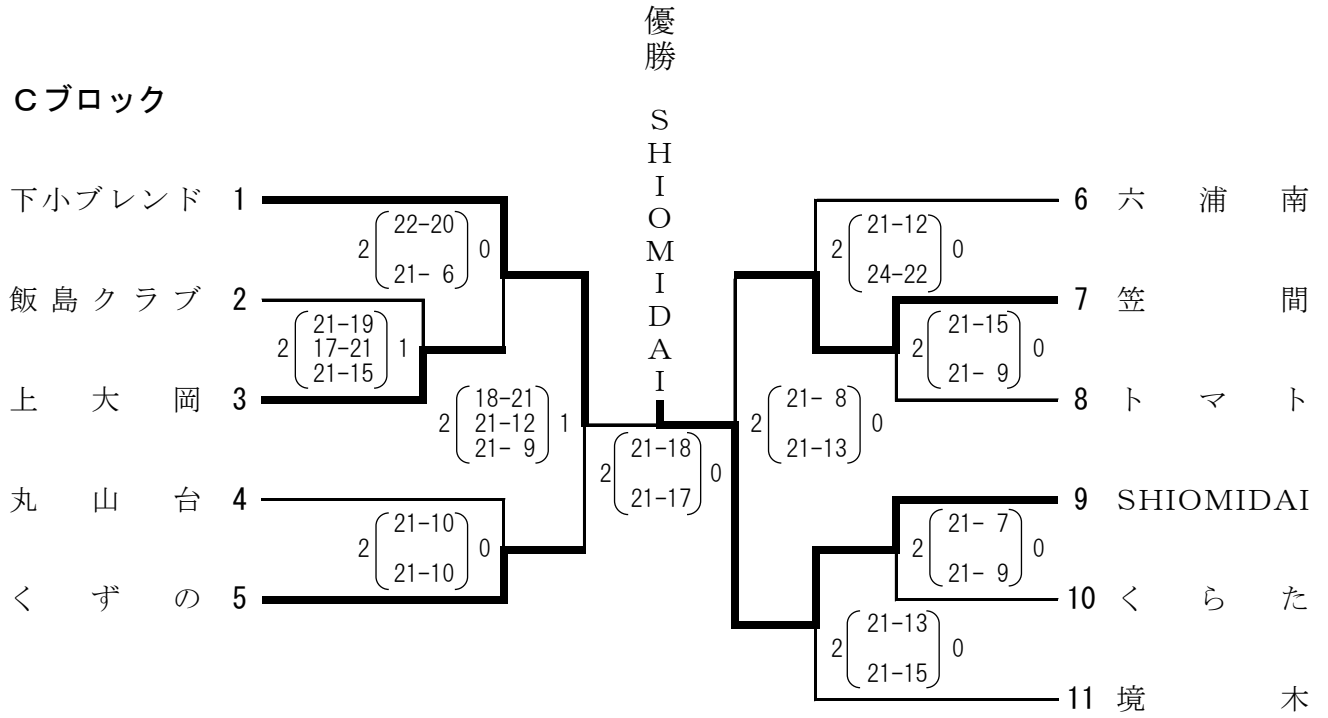 優勝 SHIOMIDAI
Cブロック
下小ブレンド 1
飯島クラブ 2
上大岡 3
丸山台 4
くずの 5
2 22-20 0
21- 6
2 21-19 1
17-21
21-15
2 18-21 1
21-12
21- 9
2 21-10 0
21-10
2 21-18 0
21-17
6 六浦南
7 笠間
8 トマト
9 SHIOMIDAI
10 くらた
11 境木
2 21-12 0
24-22
2 21-15 0
21- 9
2 21- 8 0
21-13
2 21- 7 0
21- 9
2 21-13 0
21-15